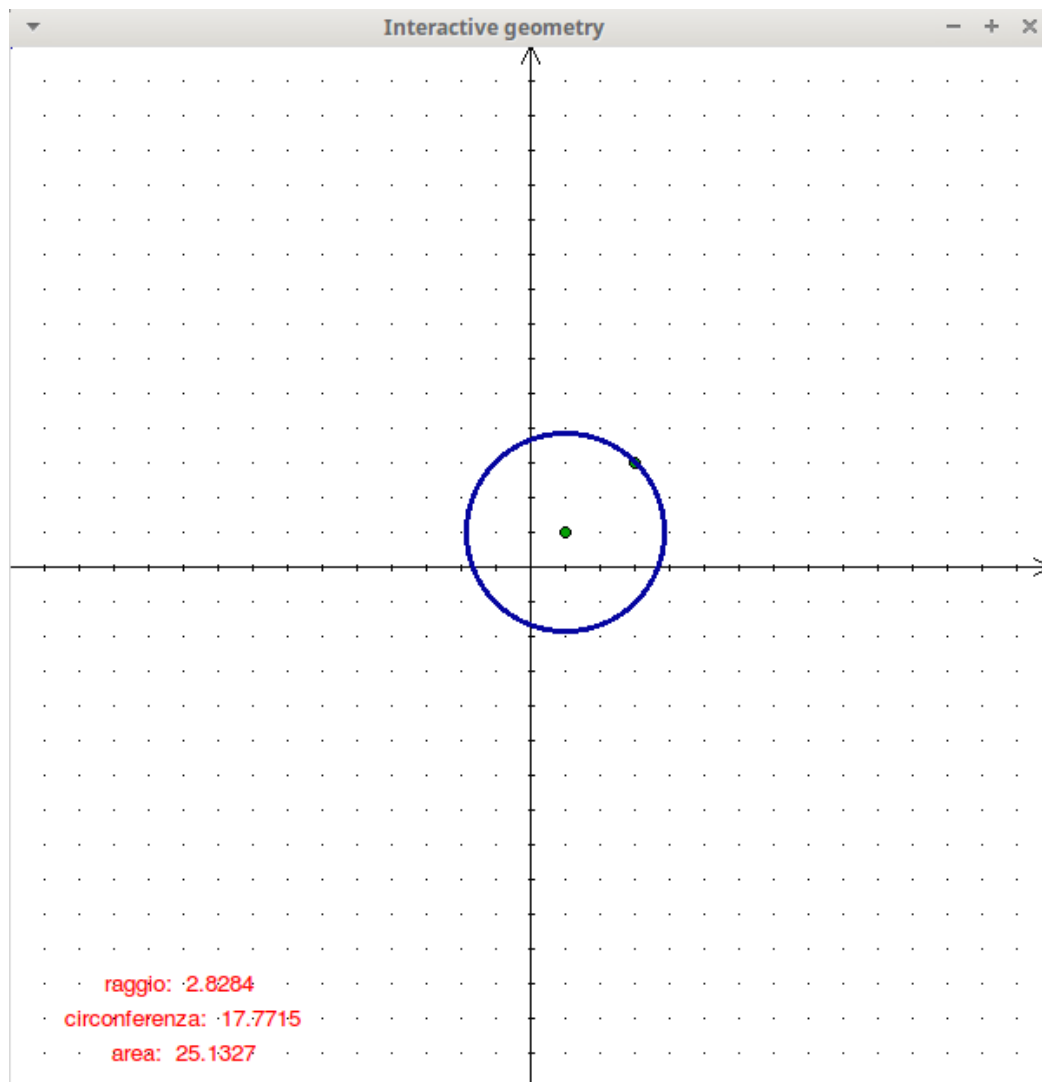 Interactive geometry
raggio: 2.8284
circonferenza: 17.7715
area: 25.1327